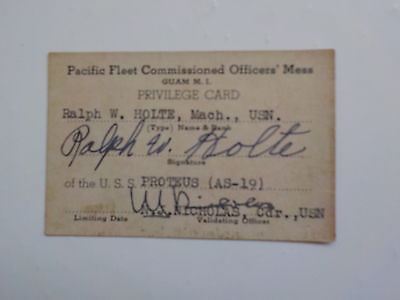 Pacific Fleet Commissioned Officers' Mess
GUAM M. I.
PRIVILEGE CARD
Ralph W. HOLTE, Mach., USN.
(Type) Name & Rank
Ralph W. Holte
Signature
of the U. S. S. PROTEUS (AS-19)
NICHOLAS, Cdr., USN
Limiting Date Validating Officer